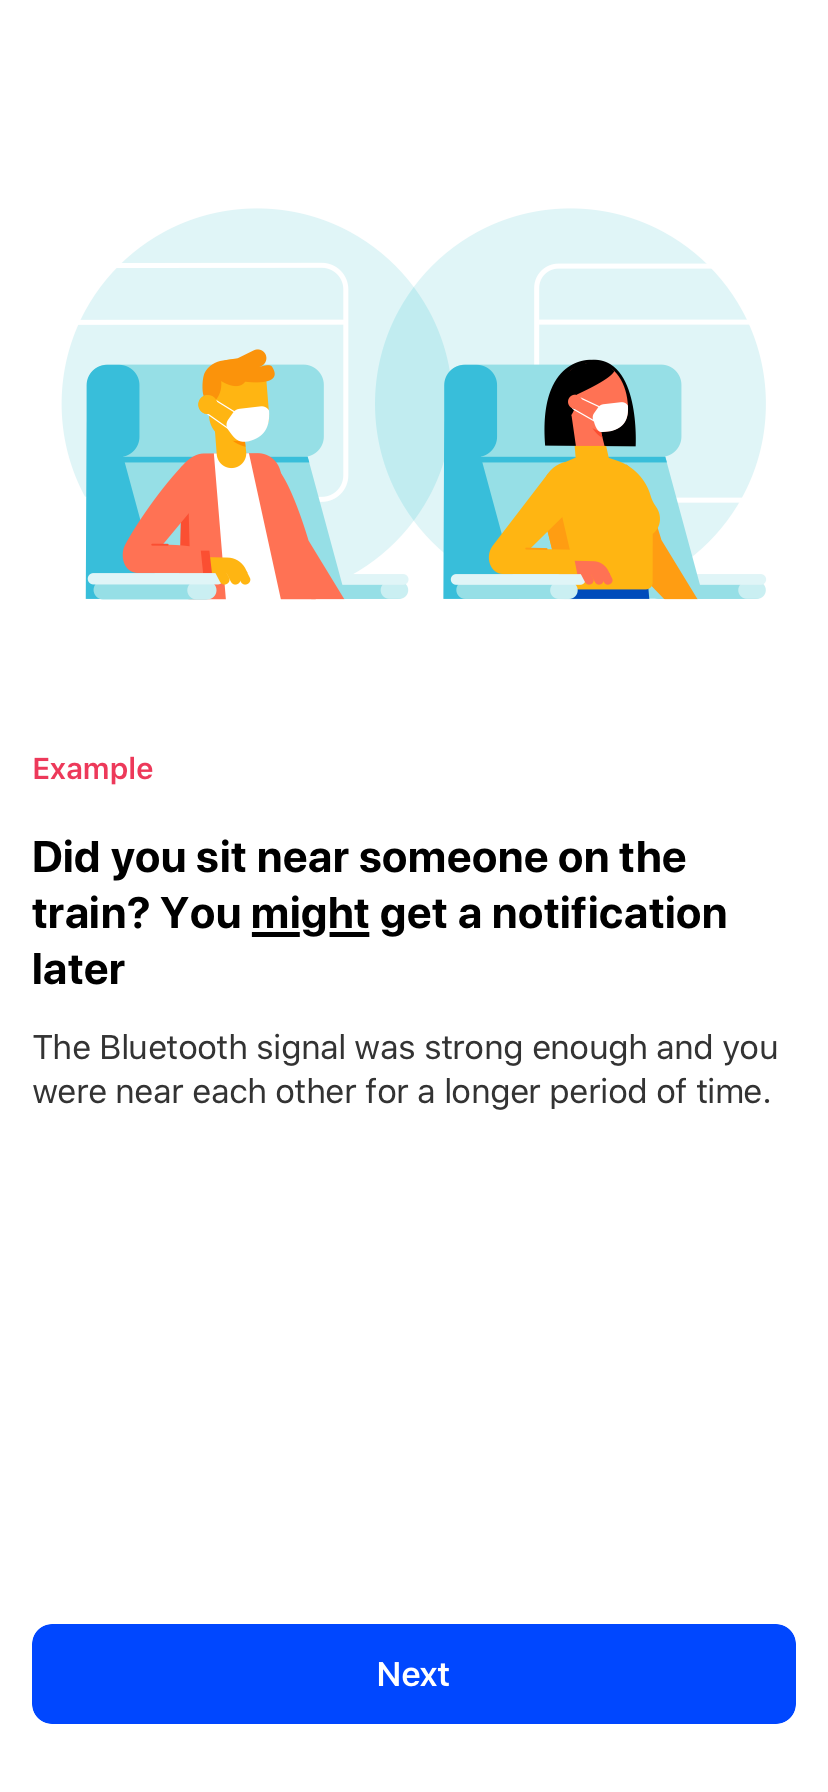 Example
Did you sit near someone on the
train? You might get a notification
later
The Bluetooth signal was strong enough and you
were near each other for a longer period of time.
Next